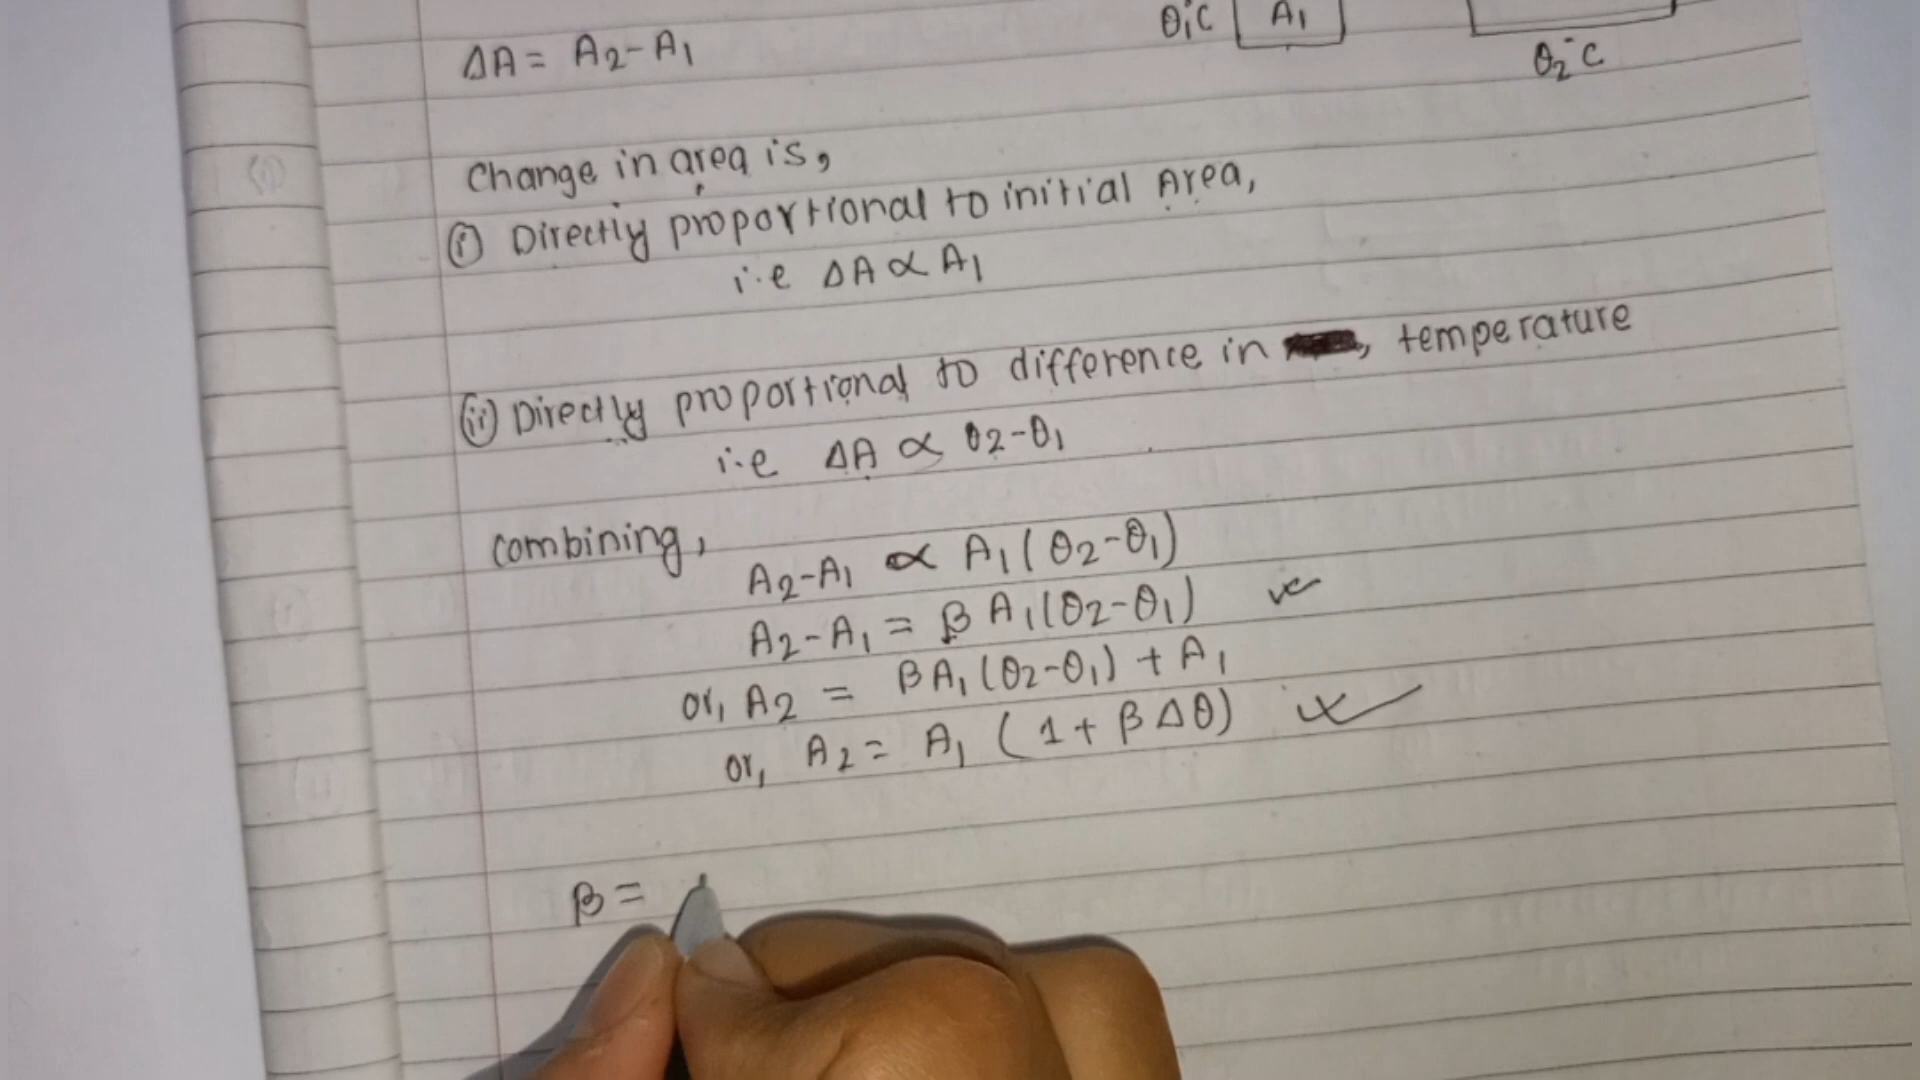 θ₁°C A₁
ΔA = A₂-A₁
θ₂°C
Change in area is,
(i) Directly proportional to initial Area,
i.e ΔA ∝ A₁
(ii) Directly proportional to difference in , temperature
i.e ΔA ∝ θ₂-θ₁
combining,
A₂-A₁ ∝ A₁(θ₂-θ₁)
A₂-A₁ = βA₁(θ₂-θ₁)
or, A₂ = βA₁(θ₂-θ₁) + A₁
or, A₂ = A₁ (1+βΔθ)
β =